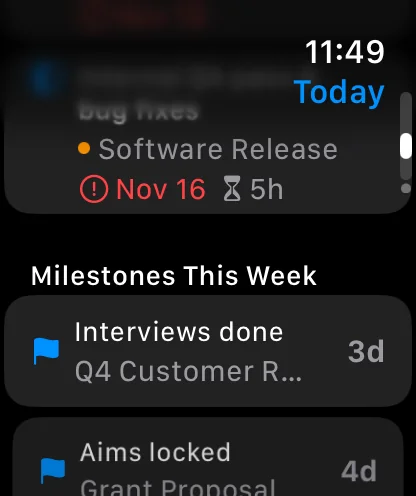 11:49
Today
bug fixes
Software Release
Nov 16 5h
Milestones This Week
Interviews done
3d
Q4 Customer R...
Aims locked
4d
Grant Proposal